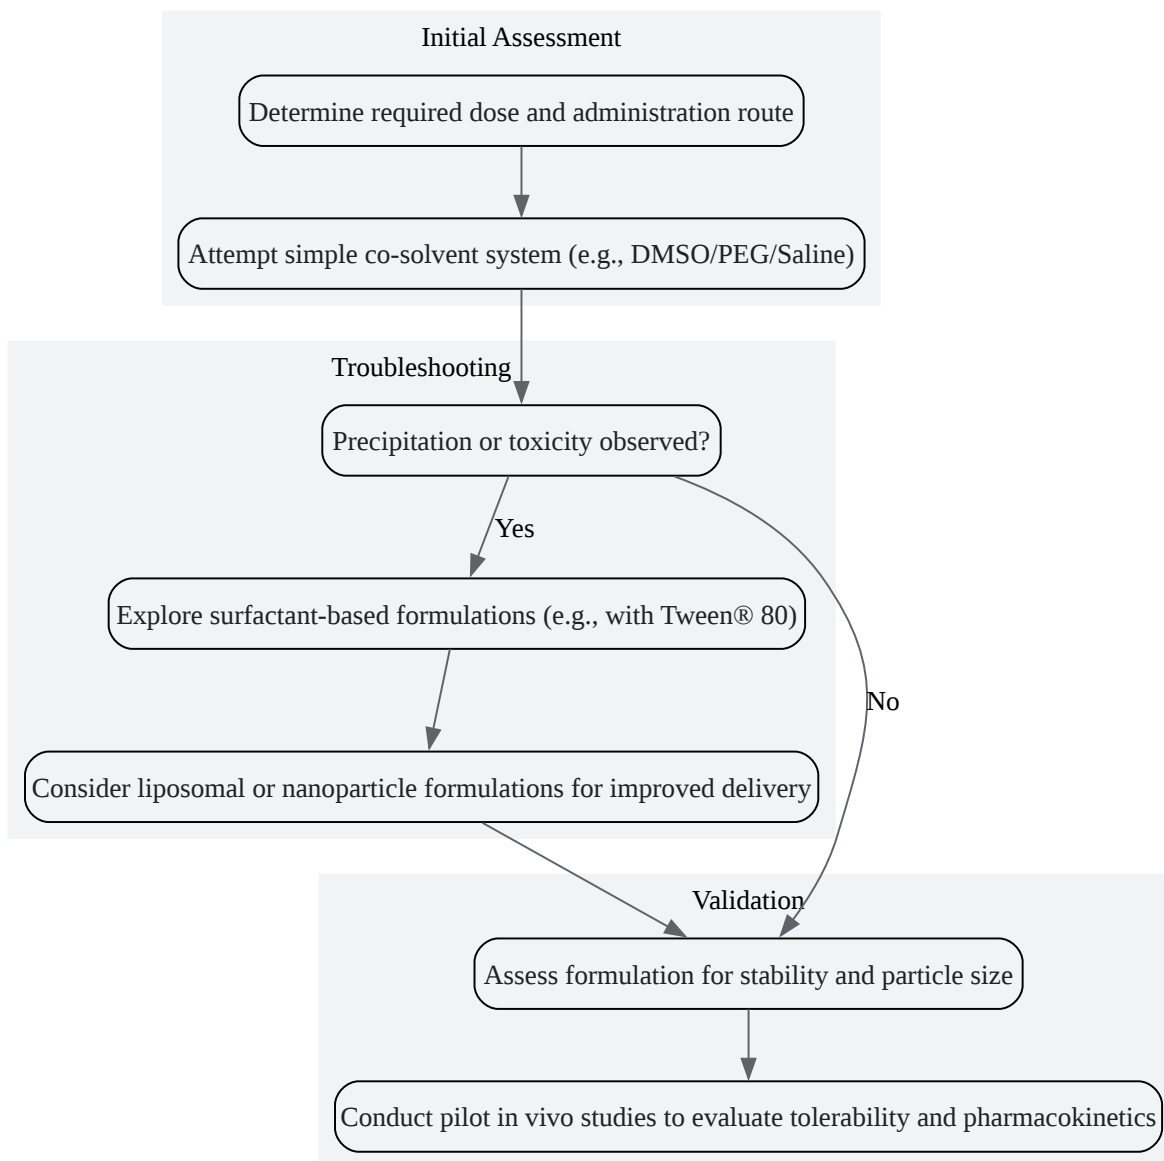 Initial Assessment
Determine required dose and administration route
Attempt simple co-solvent system (e.g., DMSO/PEG/Saline)
Troubleshooting
Precipitation or toxicity observed?
Yes
Explore surfactant-based formulations (e.g., with Tween® 80)
No
Consider liposomal or nanoparticle formulations for improved delivery
Validation
Assess formulation for stability and particle size
Conduct pilot in vivo studies to evaluate tolerability and pharmacokinetics